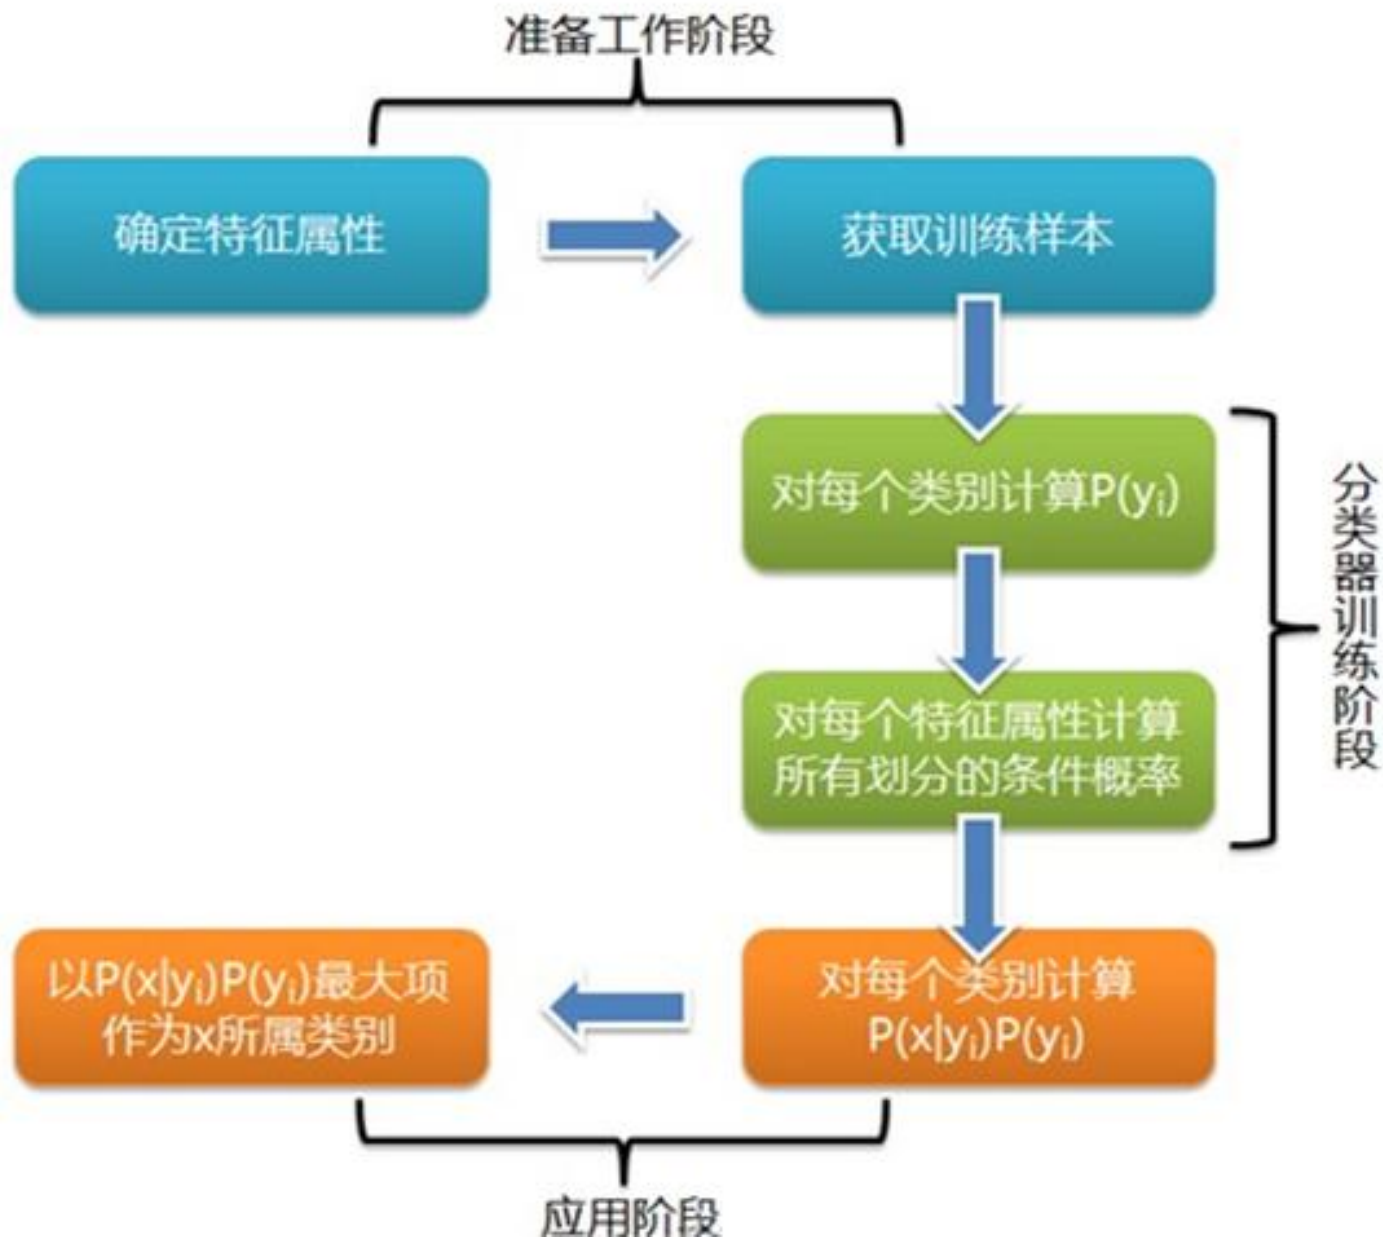 准备工作阶段
确定特征属性
获取训练样本
对每个类别计算P(yᵢ)
对每个特征属性计算
所有划分的条件概率
分类器训练阶段
对每个类别计算
P(x|yᵢ)P(yᵢ)
以P(x|yᵢ)P(yᵢ)最大项
作为x所属类别
应用阶段